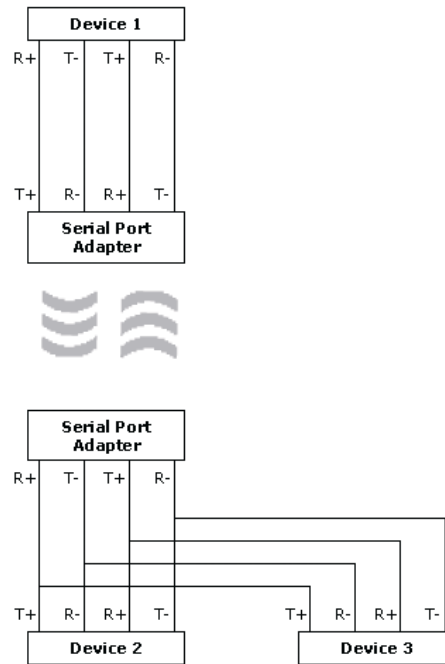 Device 1
R+ T- T+ R-
T+ R- R+ T-
Serial Port
Adapter
Serial Port
Adapter
R+ T- T+ R-
T+ R- R+ T- T+ R- R+ T-
Device 2 Device 3